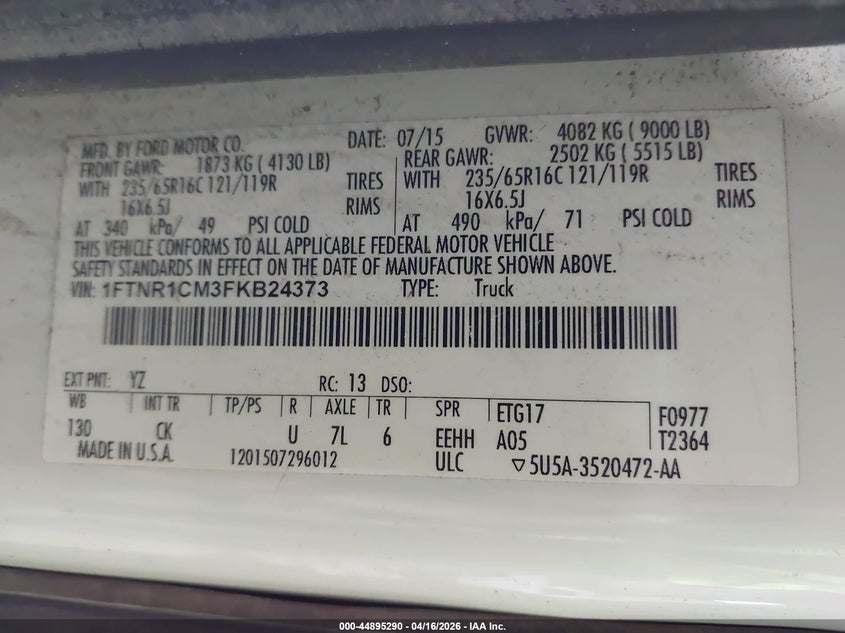 MFD. BY FORD MOTOR CO. DATE: 07/15 GVWR: 4082 KG ( 9000 LB)
FRONT GAWR: 1873 KG ( 4130 LB) REAR GAWR: 2502 KG ( 5515 LB)
WITH 235/65R16C 121/119R TIRES WITH 235/65R16C 121/119R TIRES
16X6.5J RIMS 16X6.5J RIMS
AT 340 kPa/ 49 PSI COLD AT 490 kPa/ 71 PSI COLD
THIS VEHICLE CONFORMS TO ALL APPLICABLE FEDERAL MOTOR VEHICLE
SAFETY STANDARDS IN EFFECT ON THE DATE OF MANUFACTURE SHOWN ABOVE.
VIN: 1FTNR1CM3FKB24373 TYPE: Truck
EXT PNT: YZ RC: 13 DSO:
WB INT TR TP/PS R AXLE TR SPR ETG17 F0977
130 CK U 7L 6 EEHH A05 T2364
MADE IN U.S.A. 1201507296012 ULC ▽5U5A-3520472-AA
000-44895290 - 04/16/2026 - IAA Inc.